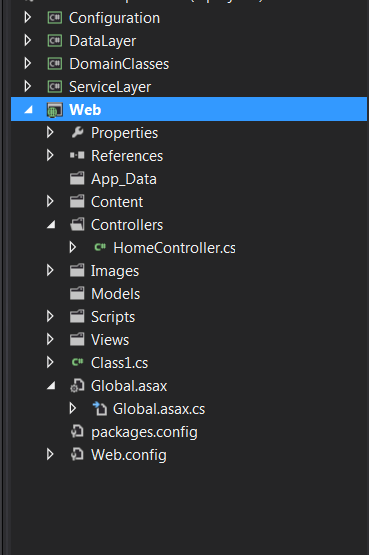 Configuration
DataLayer
DomainClasses
ServiceLayer
Web
Properties
References
App_Data
Content
Controllers
C# HomeController.cs
Images
Models
Scripts
Views
C# Class1.cs
Global.asax
Global.asax.cs
packages.config
Web.config